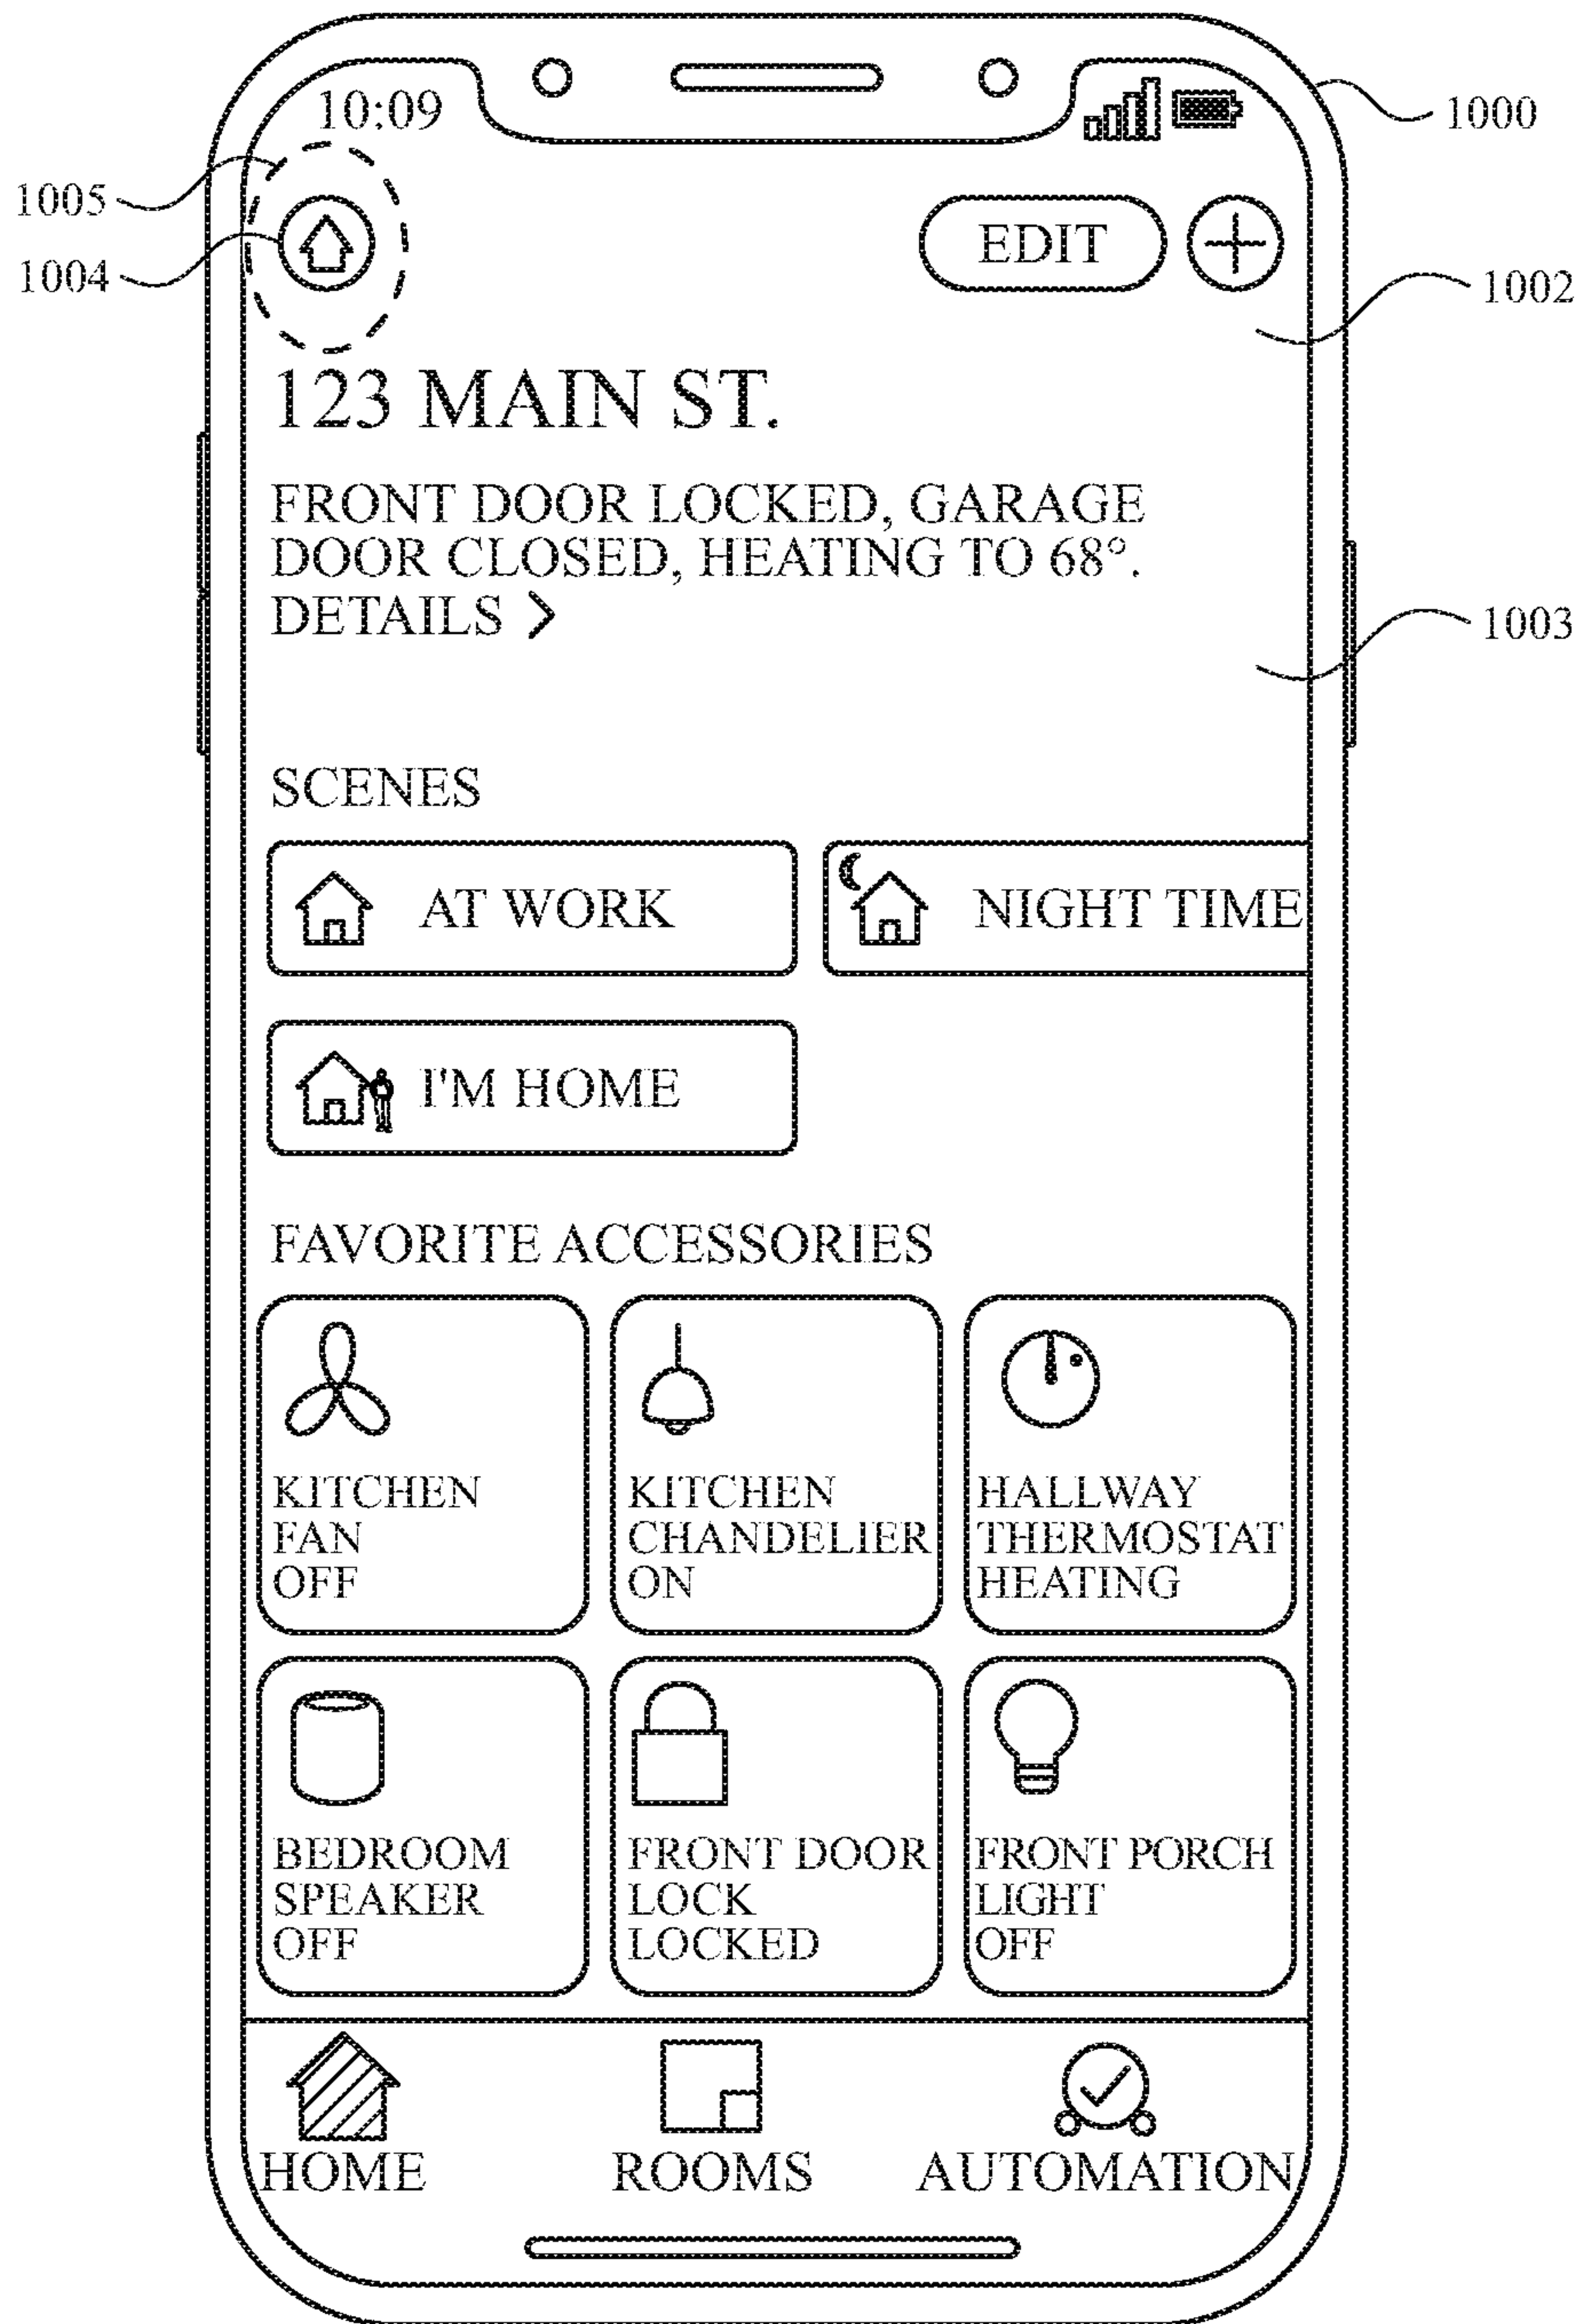 10:09
1000
1005
1004
EDIT
1002
123 MAIN ST.
FRONT DOOR LOCKED, GARAGE
DOOR CLOSED, HEATING TO 68°.
DETAILS >
1003
SCENES
AT WORK
NIGHT TIME
I'M HOME
FAVORITE ACCESSORIES
KITCHEN
FAN
OFF
KITCHEN
CHANDELIER
ON
HALLWAY
THERMOSTAT
HEATING
BEDROOM
SPEAKER
OFF
FRONT DOOR
LOCK
LOCKED
FRONT PORCH
LIGHT
OFF
HOME
ROOMS
AUTOMATION